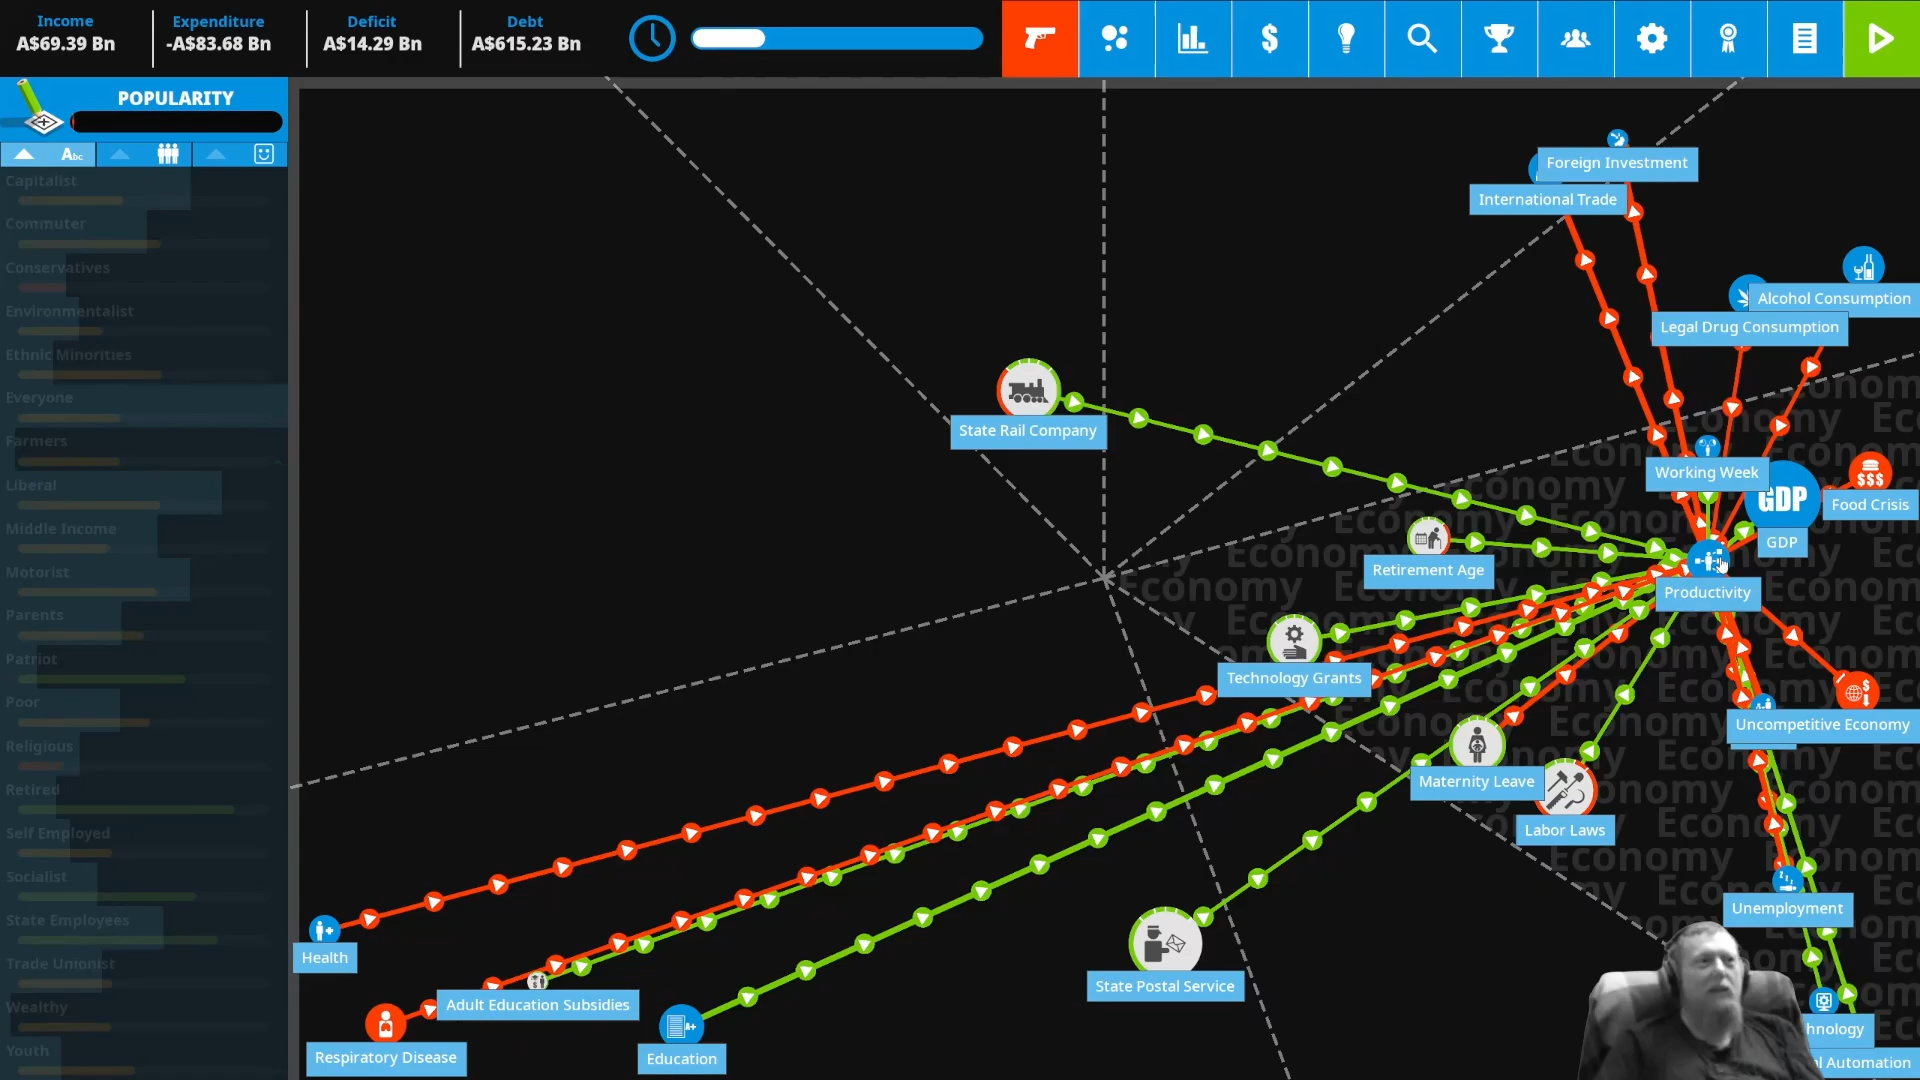 Income
A$69.39 Bn
Expenditure
-A$83.68 Bn
Deficit
A$14.29 Bn
Debt
A$615.23 Bn
POPULARITY
Abc
Capitalist
Commuter
Conservatives
Environmentalist
Ethnic Minorities
Everyone
Farmers
Liberal
Middle Income
Motorist
Parents
Patriot
Poor
Religious
Retired
Self Employed
Socialist
State Employees
Trade Unionist
Wealthy
Youth
Foreign Investment
International Trade
Alcohol Consumption
Legal Drug Consumption
State Rail Company
Working Week
GDP
GDP
$$$
Food Crisis
Retirement Age
Productivity
Technology Grants
Uncompetitive Economy
Maternity Leave
Labor Laws
Unemployment
Health
State Postal Service
Adult Education Subsidies
A+
Education
Respiratory Disease
hnology
l Automation
Economy